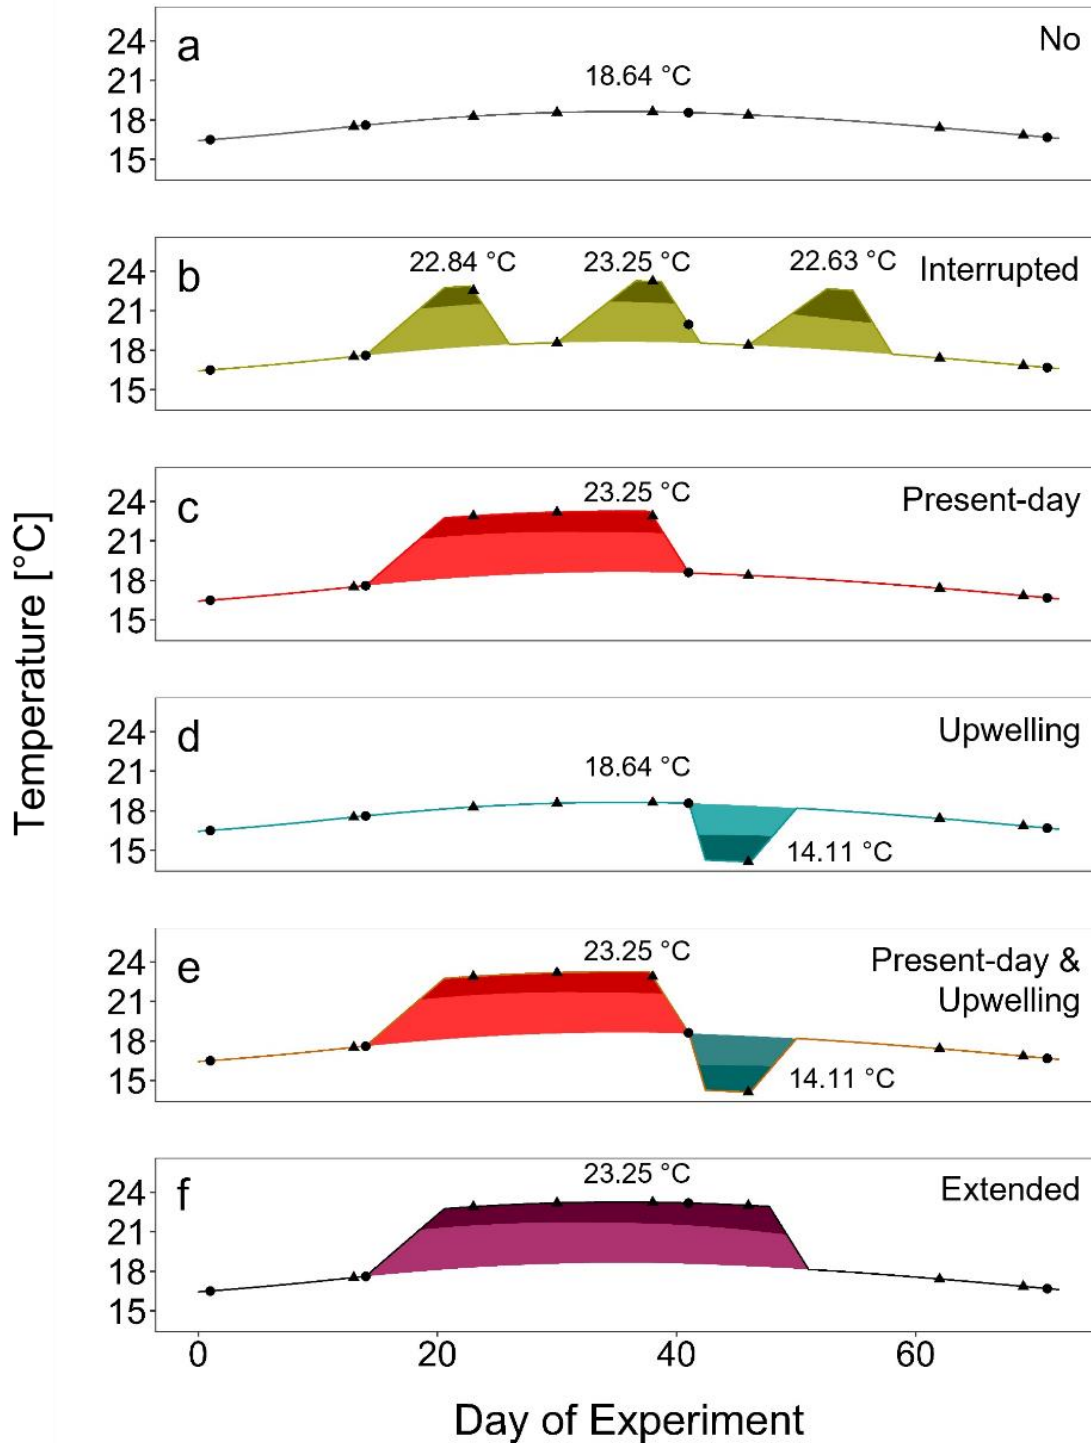 a
No
18.64 °C
24
21
18
15
b
Interrupted
22.84 °C
23.25 °C
22.63 °C
24
21
18
15
c
Present-day
23.25 °C
24
21
18
15
d
Upwelling
18.64 °C
14.11 °C
24
21
18
15
e
Present-day &
Upwelling
23.25 °C
14.11 °C
24
21
18
15
f
Extended
23.25 °C
24
21
18
15
0
20
40
60
Temperature [°C]
Day of Experiment